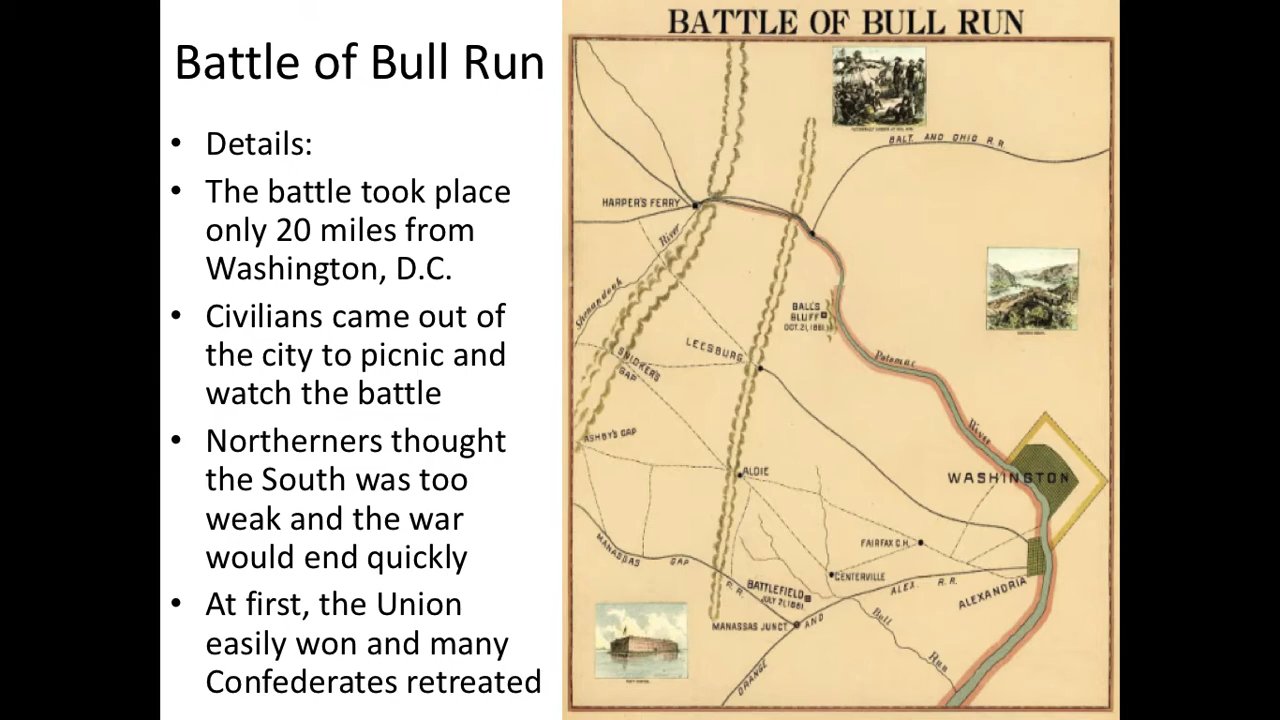 Battle of Bull Run
• Details:
• The battle took place
only 20 miles from
Washington, D.C.
• Civilians came out of
the city to picnic and
watch the battle
• Northerners thought
the South was too
weak and the war
would end quickly
• At first, the Union
easily won and many
Confederates retreated
BATTLE OF BULL RUN
BALT. AND OHIO R.R.
HARPER'S FERRY
Shenandoah River
BALL'S
BLUFF
OCT. 21, 1861
LEESBURG
SNICKER'S
GAP
Potomac River
ASHBY'S GAP
ALDIE
WASHINGTON
MANASSAS GAP R.R.
FAIRFAX C.H.
CENTERVILLE
BATTLEFIELD
JULY 21, 1861
ALEXANDRIA
MANASSAS JUNCT.
ORANGE AND ALEX. R.R.
Bull Run